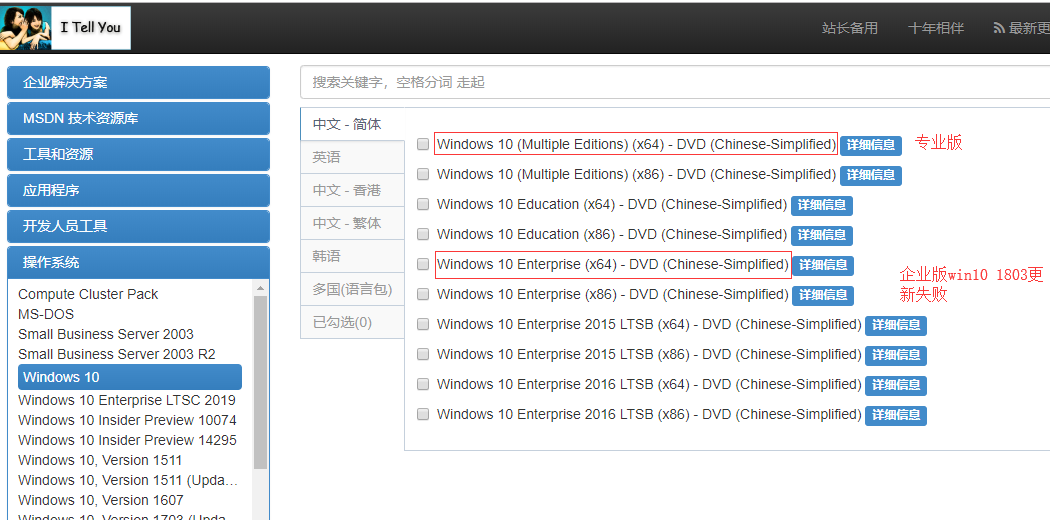 I Tell You
站长备用 十年相伴 最新更
企业解决方案
MSDN 技术资源库
工具和资源
应用程序
开发人员工具
操作系统
Compute Cluster Pack
MS-DOS
Small Business Server 2003
Small Business Server 2003 R2
Windows 10
Windows 10 Enterprise LTSC 2019
Windows 10 Insider Preview 10074
Windows 10 Insider Preview 14295
Windows 10, Version 1511
Windows 10, Version 1511 (Upda…
Windows 10, Version 1607
Windows 10, Version 1703 (Upda
搜索关键字，空格分词 走起
中文 - 简体
英语
中文 - 香港
中文 - 繁体
韩语
多国(语言包)
已勾选(0)
Windows 10 (Multiple Editions) (x64) - DVD (Chinese-Simplified) 详细信息 专业版
Windows 10 (Multiple Editions) (x86) - DVD (Chinese-Simplified) 详细信息
Windows 10 Education (x64) - DVD (Chinese-Simplified) 详细信息
Windows 10 Education (x86) - DVD (Chinese-Simplified) 详细信息
Windows 10 Enterprise (x64) - DVD (Chinese-Simplified) 详细信息
Windows 10 Enterprise (x86) - DVD (Chinese-Simplified) 详细信息
企业版win10 1803更
新失败
Windows 10 Enterprise 2015 LTSB (x64) - DVD (Chinese-Simplified) 详细信息
Windows 10 Enterprise 2015 LTSB (x86) - DVD (Chinese-Simplified) 详细信息
Windows 10 Enterprise 2016 LTSB (x64) - DVD (Chinese-Simplified) 详细信息
Windows 10 Enterprise 2016 LTSB (x86) - DVD (Chinese-Simplified) 详细信息